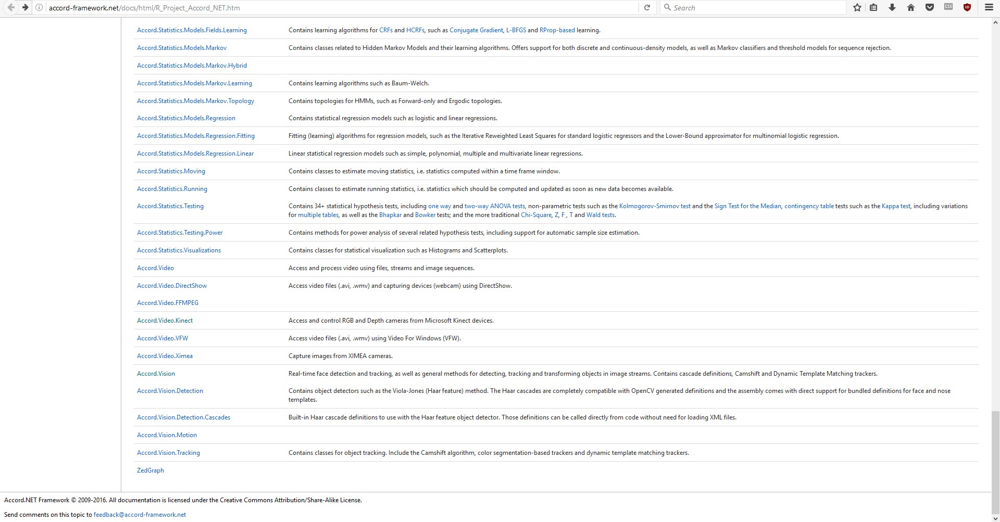 accord-framework.net/docs/html/R_Project_Accord_NET.htm
Search
Accord.Statistics.Models.Fields.Learning Contains learning algorithms for CRFs and HCRFs, such as Conjugate Gradient, L-BFGS and RProp-based learning.
Accord.Statistics.Models.Markov Contains classes related to Hidden Markov Models and their learning algorithms. Offers support for both discrete and continuous-density models, as well as Markov classifiers and threshold models for sequence rejection.
Accord.Statistics.Models.Markov.Hybrid
Accord.Statistics.Models.Markov.Learning Contains learning algorithms such as Baum-Welch.
Accord.Statistics.Models.Markov.Topology Contains topologies for HMMs, such as Forward-only and Ergodic topologies.
Accord.Statistics.Models.Regression Contains statistical regression models such as logistic and linear regressions.
Accord.Statistics.Models.Regression.Fitting Fitting (learning) algorithms for regression models, such as the Iterative Reweighted Least Squares for standard logistic regressors and the Lower-Bound approximator for multinomial logistic regression.
Accord.Statistics.Models.Regression.Linear Linear statistical regression models such as simple, polynomial, multiple and multivariate linear regressions.
Accord.Statistics.Moving Contains classes to estimate moving statistics, i.e. statistics computed within a time frame window.
Accord.Statistics.Running Contains classes to estimate running statistics, i.e. statistics which should be computed and updated as soon as new data becomes available.
Accord.Statistics.Testing Contains 34+ statistical hypothesis tests, including one way and two-way ANOVA tests, non-parametric tests such as the Kolmogorov-Smirnov test and the Sign Test for the Median, contingency table tests such as the Kappa test, including variations
for multiple tables, as well as the Bhapkar and Bowker tests; and the more traditional Chi-Square, Z, F , T and Wald tests.
Accord.Statistics.Testing.Power Contains methods for power analysis of several related hypothesis tests, including support for automatic sample size estimation.
Accord.Statistics.Visualizations Contains classes for statistical visualization such as Histograms and Scatterplots.
Accord.Video Access and process video using files, streams and image sequences.
Accord.Video.DirectShow Access video files (.avi, .wmv) and capturing devices (webcam) using DirectShow.
Accord.Video.FFMPEG
Accord.Video.Kinect Access and control RGB and Depth cameras from Microsoft Kinect devices.
Accord.Video.VFW Access video files (.avi, .wmv) using Video For Windows (VFW).
Accord.Video.Ximea Capture images from XIMEA cameras.
Accord.Vision Real-time face detection and tracking, as well as general methods for detecting, tracking and transforming objects in image streams. Contains cascade definitions, Camshift and Dynamic Template Matching trackers.
Accord.Vision.Detection Contains object detectors such as the Viola-Jones (Haar feature) method. The Haar cascades are completely compatible with OpenCV generated definitions and the assembly comes with direct support for bundled definitions for face and nose
templates.
Accord.Vision.Detection.Cascades Built-in Haar cascade definitions to use with the Haar feature object detector. Those definitions can be called directly from code without need for loading XML files.
Accord.Vision.Motion
Accord.Vision.Tracking Contains classes for object tracking. Include the Camshift algorithm, color segmentation-based trackers and dynamic template matching trackers.
ZedGraph
Accord.NET Framework © 2009-2016. All documentation is licensed under the Creative Commons Attribution/Share-Alike License.
Send comments on this topic to feedback@accord-framework.net